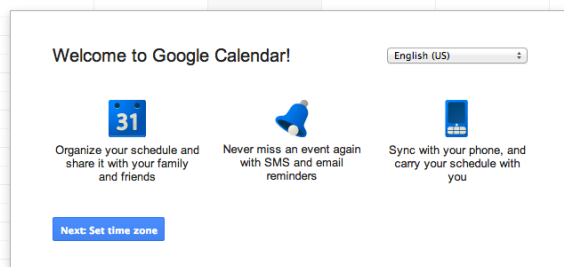 Welcome to Google Calendar!
English (US)
31
Organize your schedule and
share it with your family
and friends
Never miss an event again
with SMS and email
reminders
Sync with your phone, and
carry your schedule with
you
Next: Set time zone